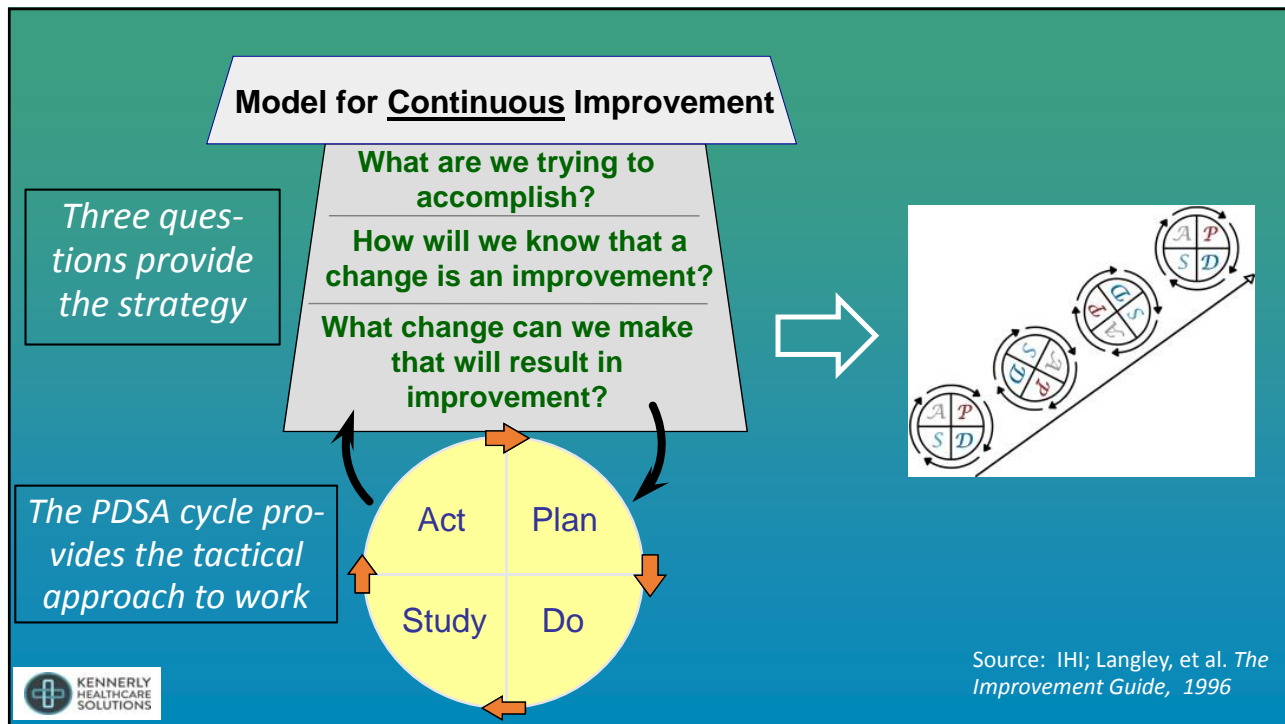 Model for Continuous Improvement
What are we trying to
accomplish?
How will we know that a
change is an improvement?
What change can we make
that will result in
improvement?
Three ques-
tions provide
the strategy
The PDSA cycle pro-
vides the tactical
approach to work
Act Plan
Study Do
A P
S D
A P
S D
A P
S D
A P
S D
KENNERLY
HEALTHCARE
SOLUTIONS
Source: IHI; Langley, et al. The
Improvement Guide, 1996